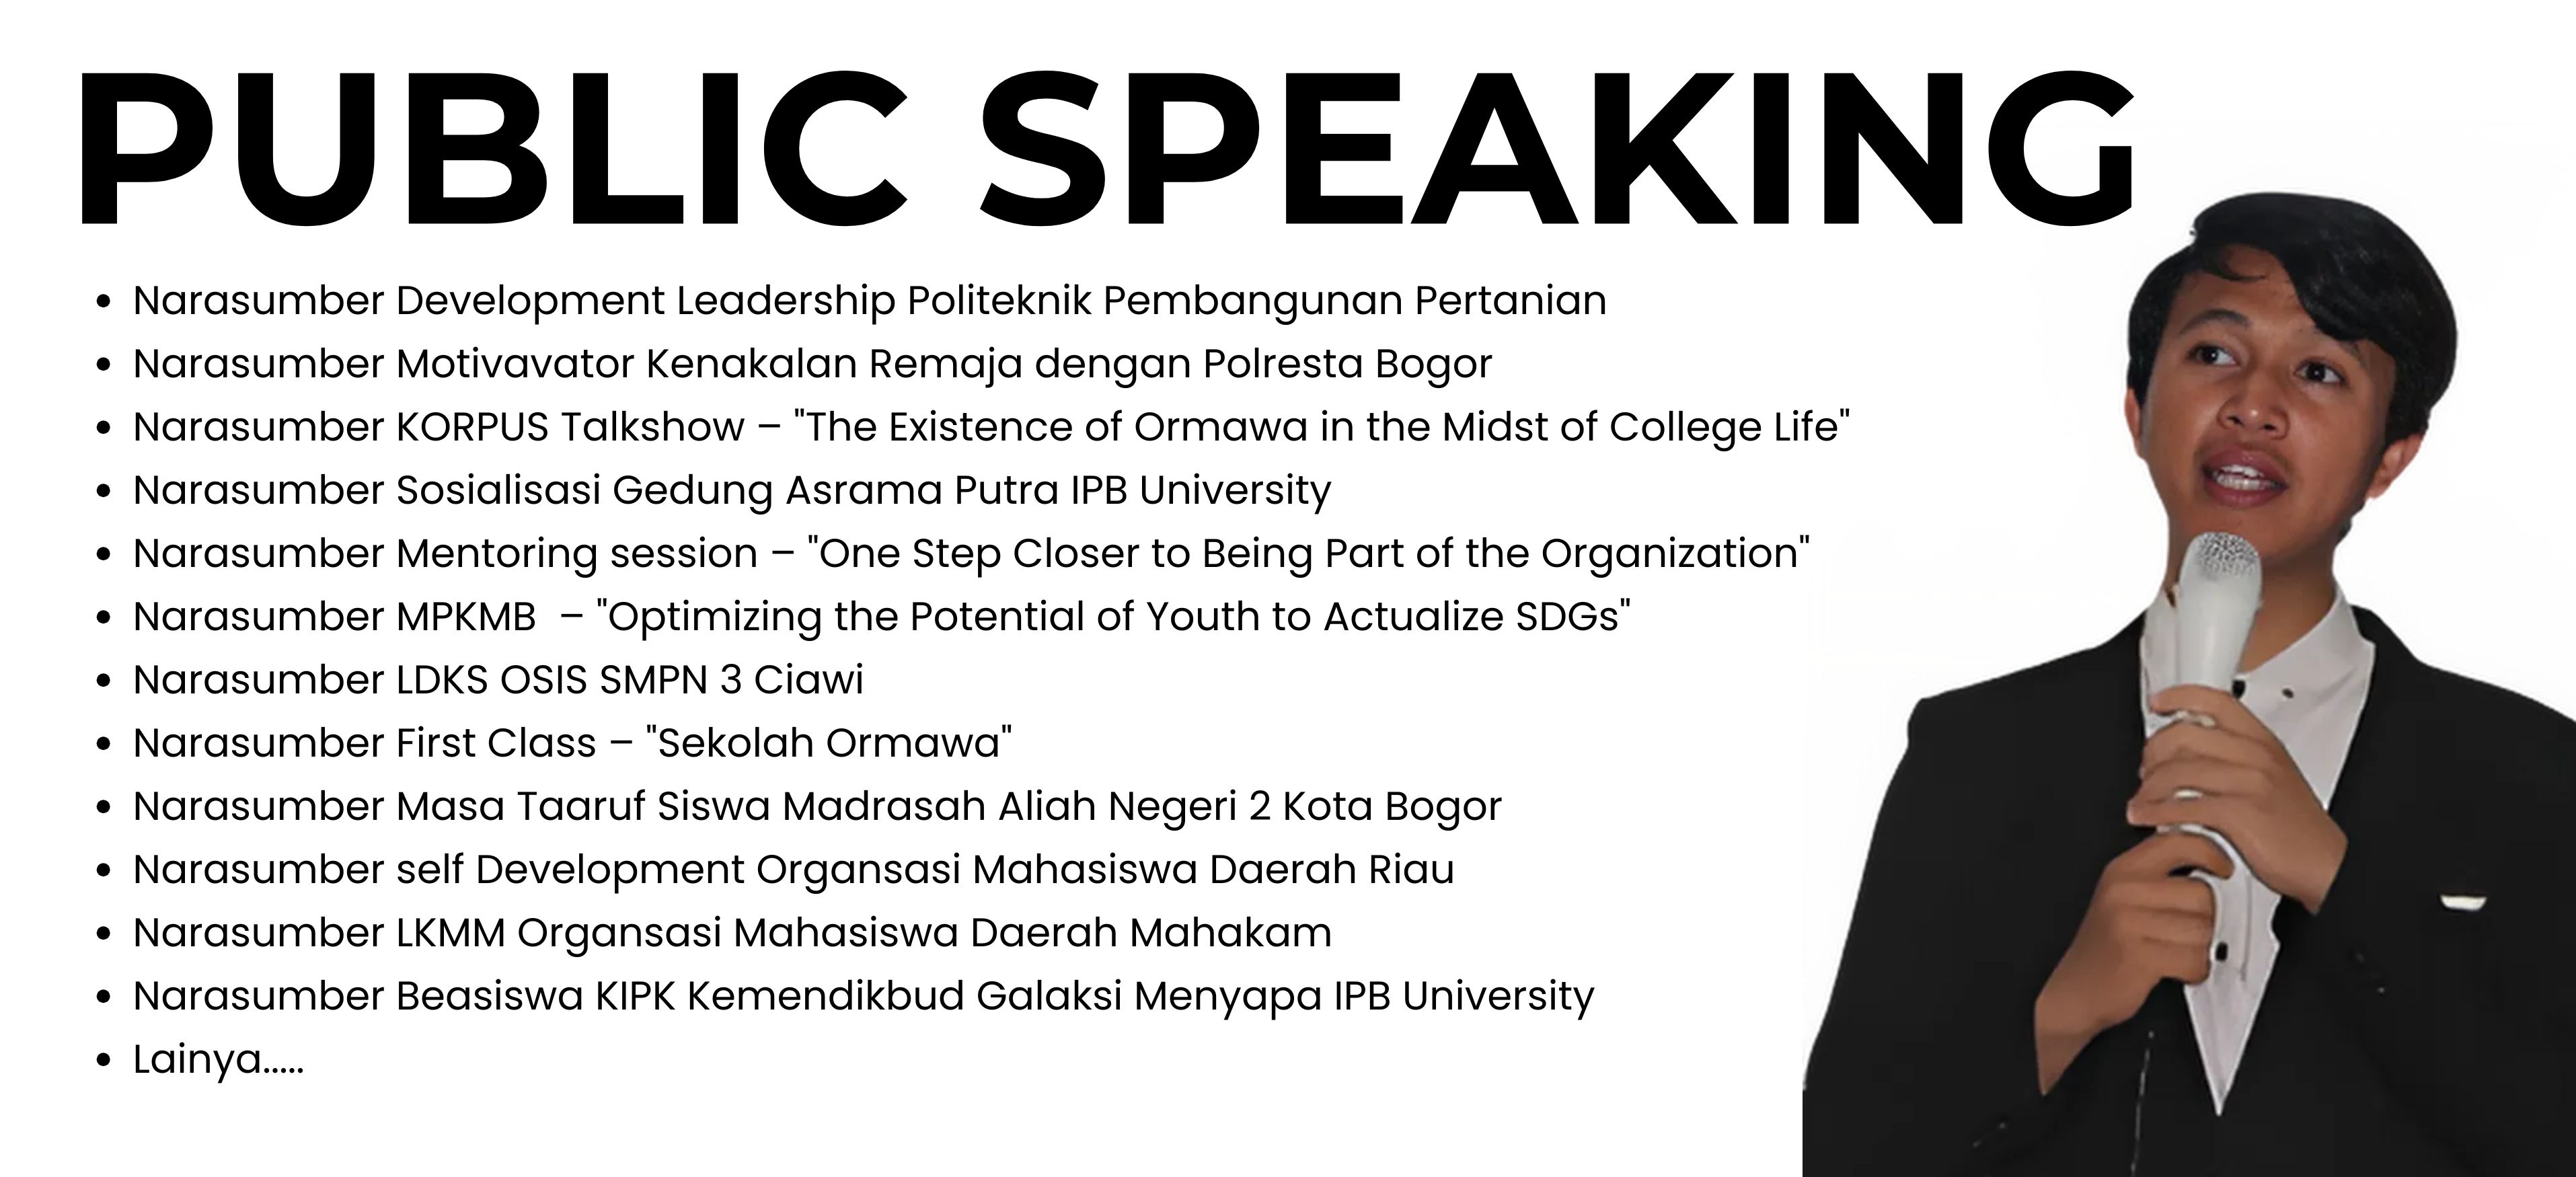 PUBLIC SPEAKING
• Narasumber Development Leadership Politeknik Pembangunan Pertanian
• Narasumber Motivavator Kenakalan Remaja dengan Polresta Bogor
• Narasumber KORPUS Talkshow – "The Existence of Ormawa in the Midst of College Life"
• Narasumber Sosialisasi Gedung Asrama Putra IPB University
• Narasumber Mentoring session – "One Step Closer to Being Part of the Organization"
• Narasumber MPKMB  – "Optimizing the Potential of Youth to Actualize SDGs"
• Narasumber LDKS OSIS SMPN 3 Ciawi
• Narasumber First Class – "Sekolah Ormawa"
• Narasumber Masa Taaruf Siswa Madrasah Aliah Negeri 2 Kota Bogor
• Narasumber self Development Organsasi Mahasiswa Daerah Riau
• Narasumber LKMM Organsasi Mahasiswa Daerah Mahakam
• Narasumber Beasiswa KIPK Kemendikbud Galaksi Menyapa IPB University
• Lainya.....